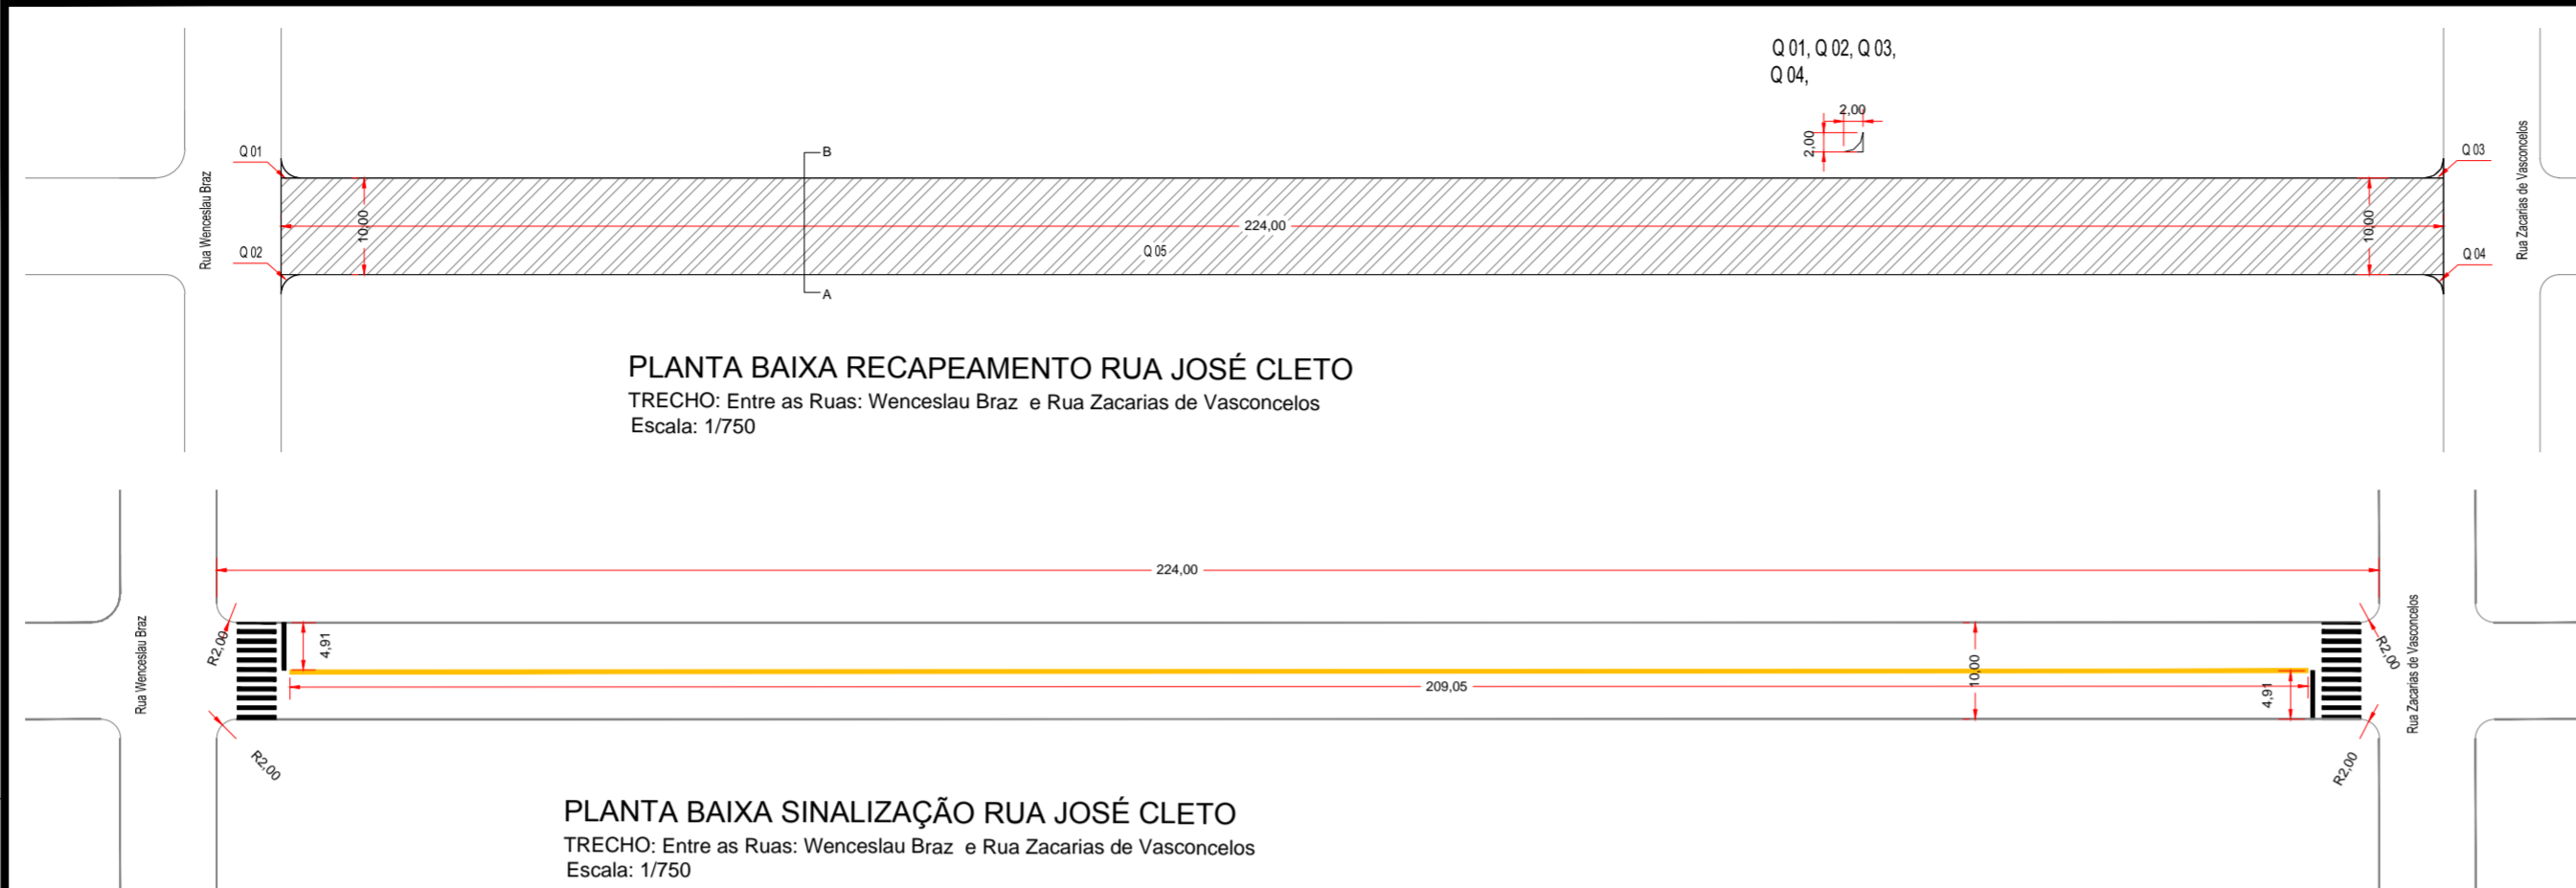 Q 01, Q 02, Q 03,
Q 04,
2,00
2,00
Q 01
B
Q 03
Rua Wenceslau Braz
10,00
224,00
10,00
Rua Zacarias de Vasconcelos
Q 02
Q 05
Q 04
A
PLANTA BAIXA RECAPEAMENTO RUA JOSÉ CLETO
TRECHO: Entre as Ruas: Wenceslau Braz e Rua Zacarias de Vasconcelos
Escala: 1/750
224,00
Rua Wenceslau Braz
R2,00
4,91
10,00
R2,00
Rua Zacarias de Vasconcelos
209,05
4,91
R2,00
R2,00
PLANTA BAIXA SINALIZAÇÃO RUA JOSÉ CLETO
TRECHO: Entre as Ruas: Wenceslau Braz e Rua Zacarias de Vasconcelos
Escala: 1/750